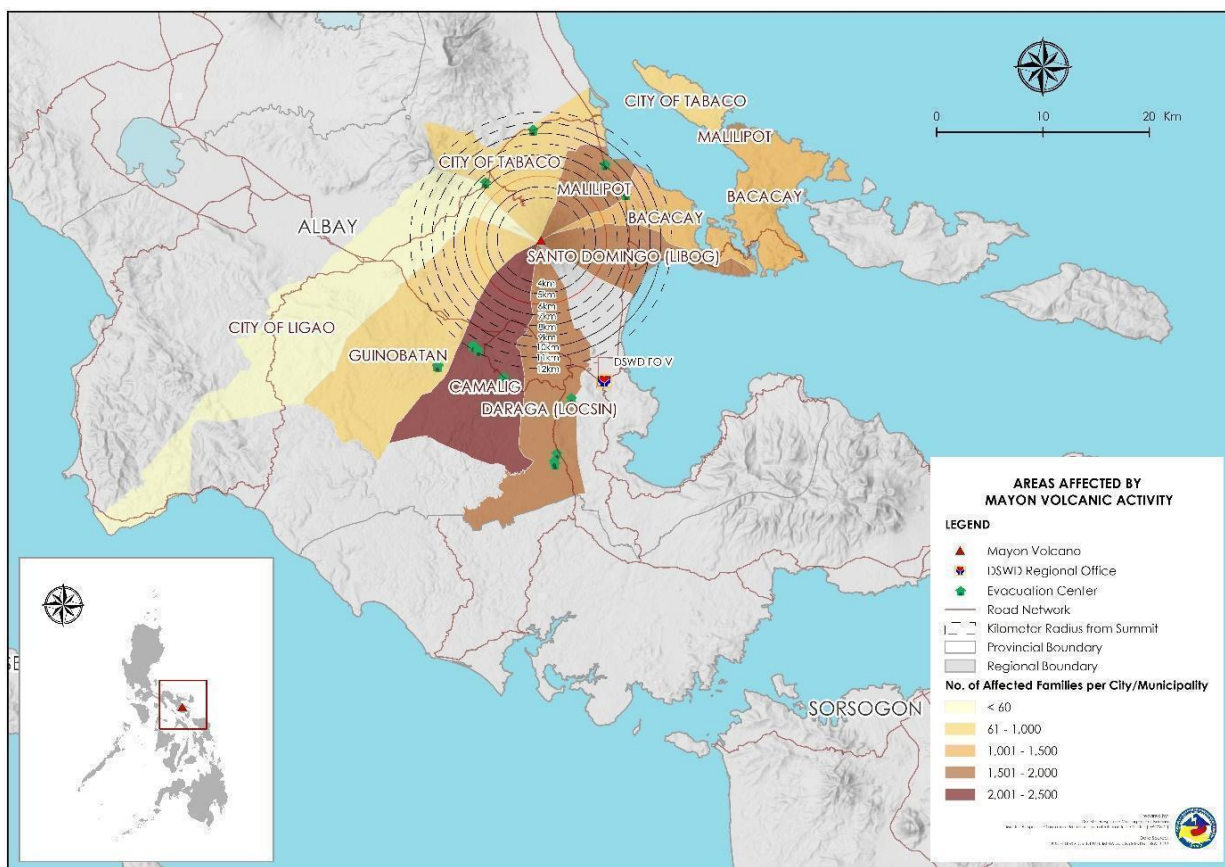 CITY OF TABACO
MALILIPOT
0 10 20 Km
CITY OF TABACO
MALILIPOT
BACACAY
BACACAY
ALBAY
SANTO DOMINGO (LIBOG)
4km
5km
6km
7km
8km
9km
10km
11km
12km
CITY OF LIGAO
GUINOBATAN
DSWD FO V
CAMALIG
DARAGA (LOCSIN)
SORSOGON
SE
AREAS AFFECTED BY
MAYON VOLCANIC ACTIVITY
LEGEND
Mayon Volcano
DSWD Regional Office
Evacuation Center
Road Network
Kilometer Radius from Summit
Provincial Boundary
Regional Boundary
No. of Affected Families per City/Municipality
< 60
61 - 1,000
1,001 - 1,500
1,501 - 2,000
2,001 - 2,500